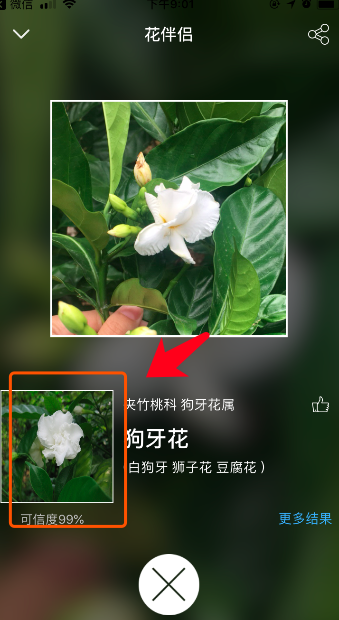 微信 下午9:01
花伴侣
夹竹桃科 狗牙花属
狗牙花
(白狗牙 狮子花 豆腐花)
可信度99%
更多结果